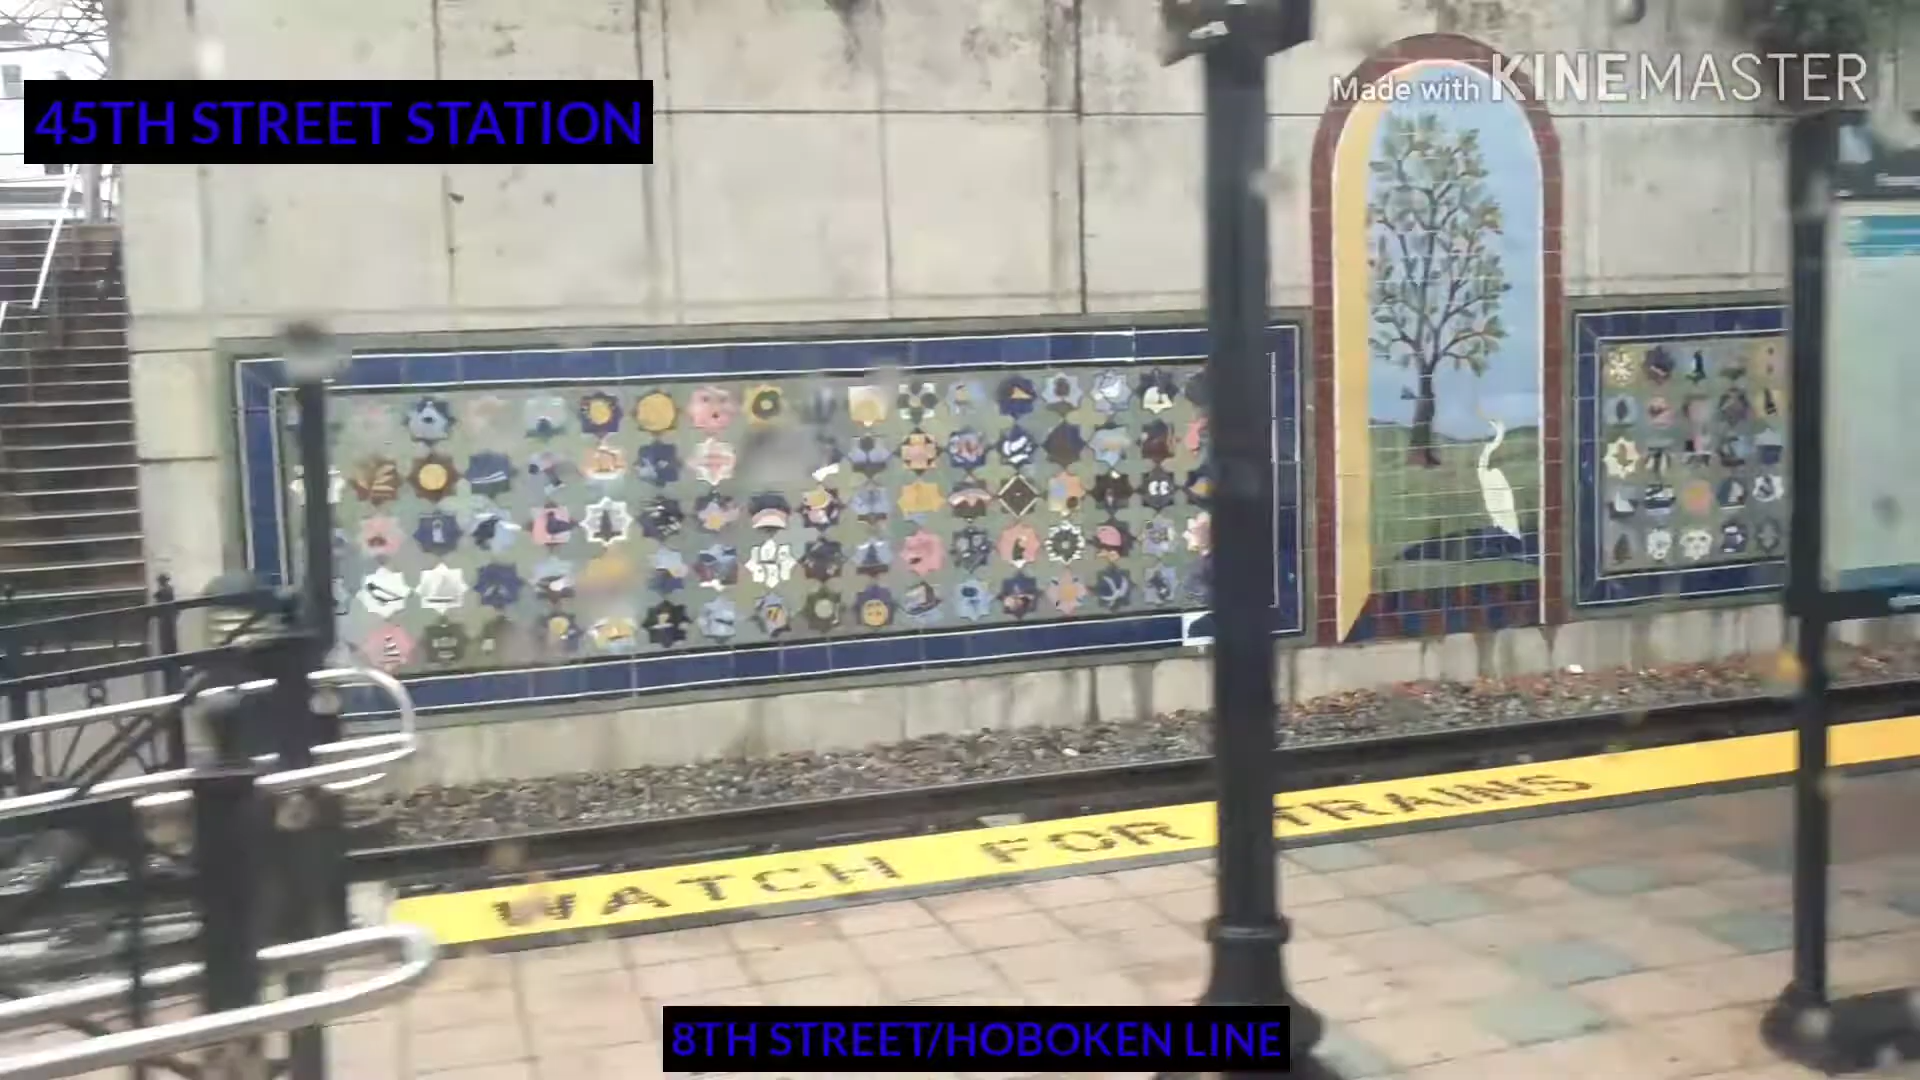 Made with KINEMASTER
45TH STREET STATION
WATCH FOR TRAINS
8TH STREET/HOBOKEN LINE